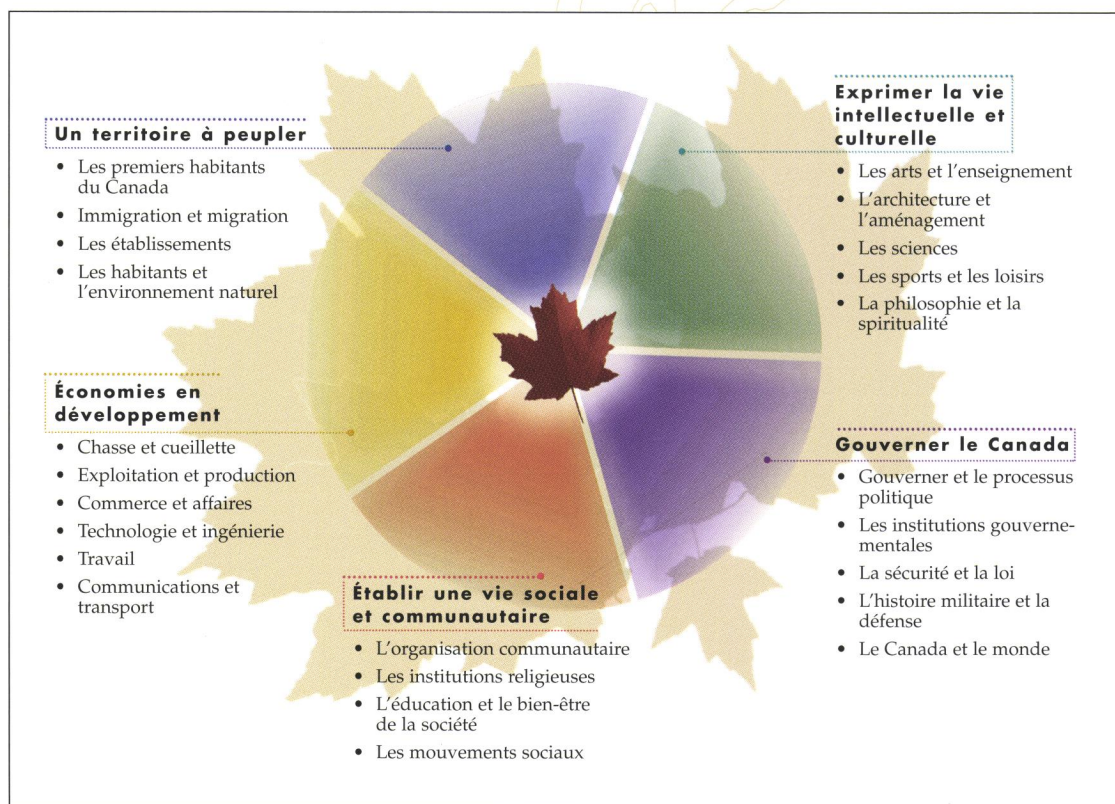 Un territoire à peupler
• Les premiers habitants
du Canada
• Immigration et migration
• Les établissements
• Les habitants et
l'environnement naturel
Exprimer la vie
intellectuelle et
culturelle
• Les arts et l'enseignement
• L'architecture et
l'aménagement
• Les sciences
• Les sports et les loisirs
• La philosophie et la
spiritualité
Économies en
développement
• Chasse et cueillette
• Exploitation et production
• Commerce et affaires
• Technologie et ingénierie
• Travail
• Communications et
transport
Gouverner le Canada
• Gouverner et le processus
politique
• Les institutions gouverne-
mentales
• La sécurité et la loi
• L'histoire militaire et la
défense
• Le Canada et le monde
Établir une vie sociale
et communautaire
• L'organisation communautaire
• Les institutions religieuses
• L'éducation et le bien-être
de la société
• Les mouvements sociaux